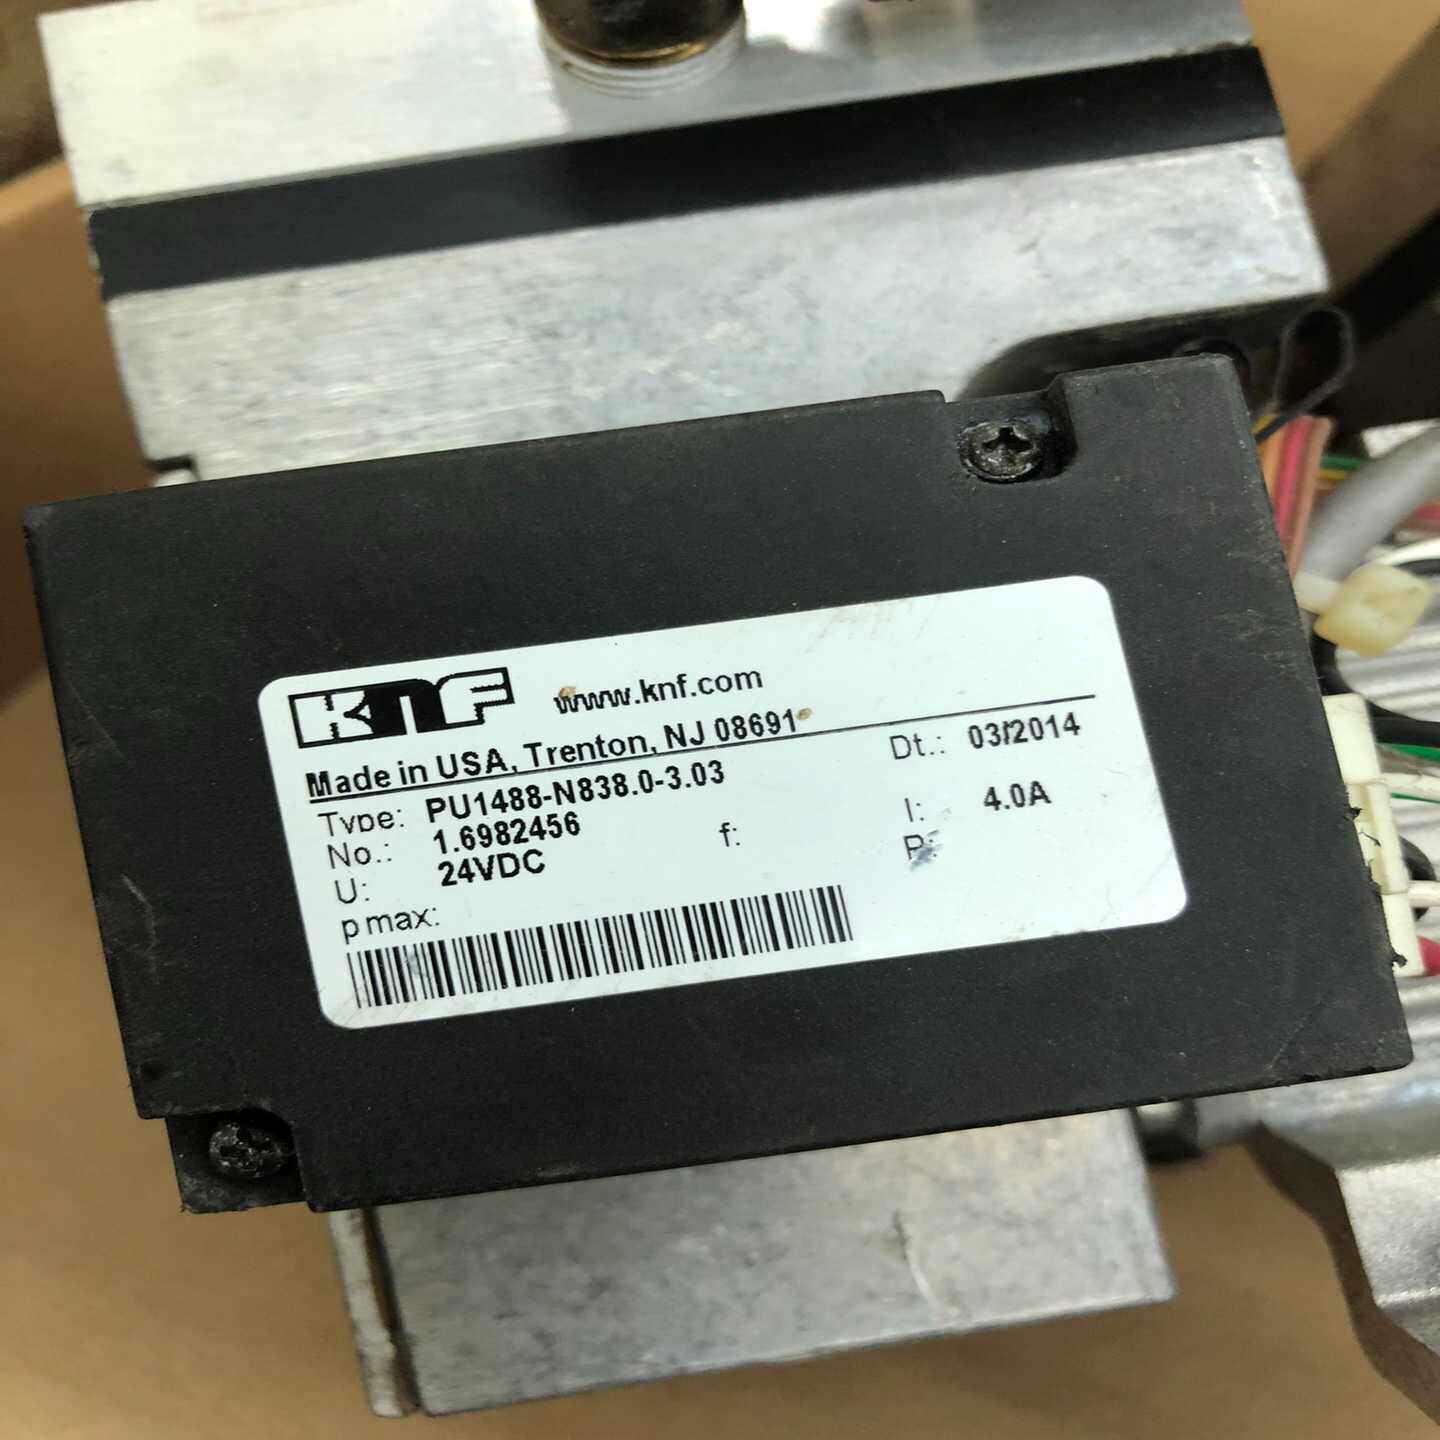 KNF www.knf.com
Made in USA, Trenton, NJ 08691
Dt.: 03/2014
Type: PU1488-N838.0-3.03
No.: 1.6982456
I: 4.0A
U: 24VDC
f:
P:
p max: